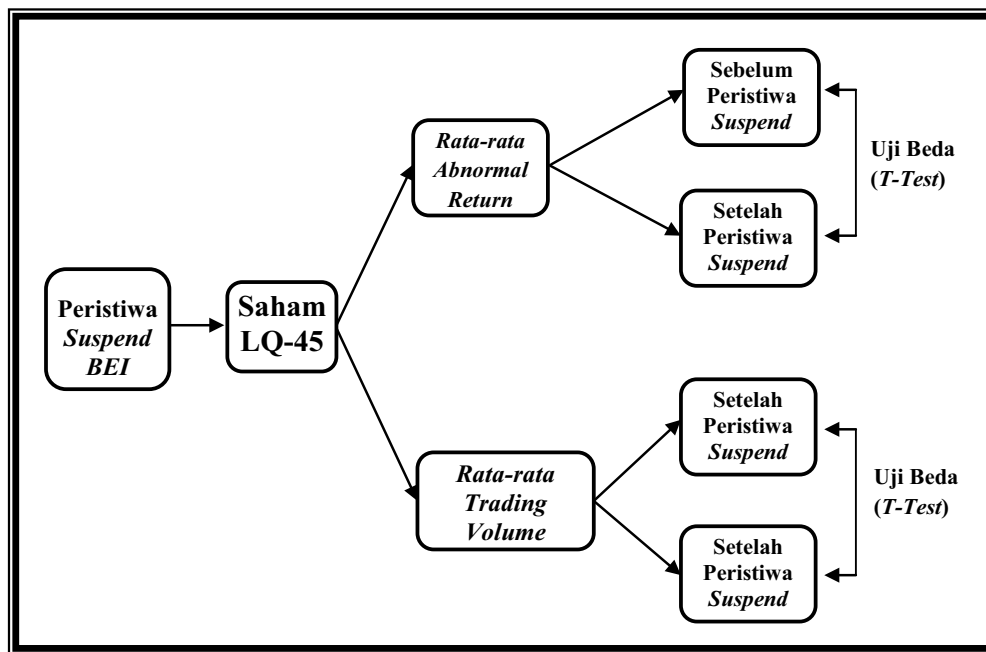 Peristiwa
Suspend
BEI
Saham
LQ-45
Rata-rata
Abnormal
Return
Sebelum
Peristiwa
Suspend
Setelah
Peristiwa
Suspend
Uji Beda
(T-Test)
Rata-rata
Trading
Volume
Setelah
Peristiwa
Suspend
Setelah
Peristiwa
Suspend
Uji Beda
(T-Test)